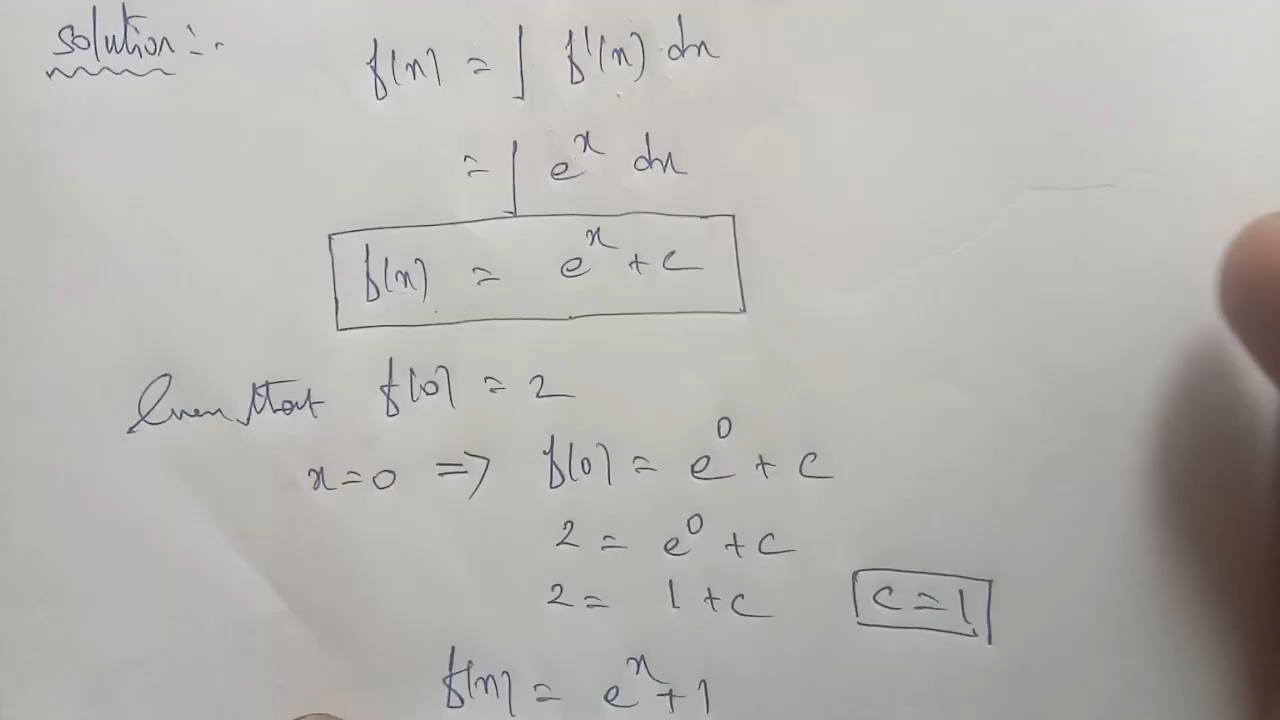 solution :-
f(x) = ∫ f'(x) dx
= ∫ e^x dx
f(x) = e^x + c
Given that f(0) = 2
x = 0 => f(0) = e^0 + c
2 = e^0 + c
2 = 1 + c    c = 1
f(x) = e^x + 1